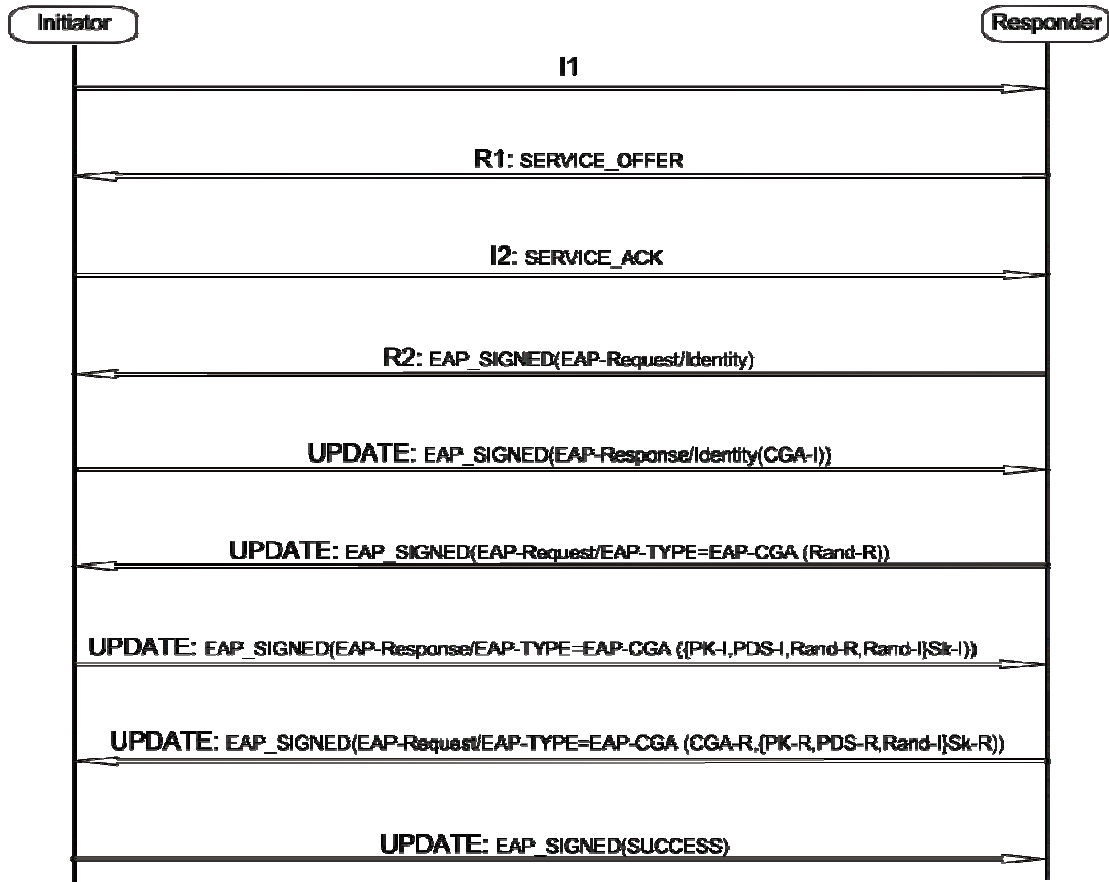 Initiator
Responder
I1
R1: SERVICE_OFFER
I2: SERVICE_ACK
R2: EAP_SIGNED(EAP-Request/Identity)
UPDATE: EAP_SIGNED(EAP-Response/Identity(CGA-I))
UPDATE: EAP_SIGNED(EAP-Request/EAP-TYPE=EAP-CGA (Rand-R))
UPDATE: EAP_SIGNED(EAP-Response/EAP-TYPE=EAP-CGA ({PK-I,PDS-I,Rand-R,Rand-I}Sk-I))
UPDATE: EAP_SIGNED(EAP-Request/EAP-TYPE=EAP-CGA (CGA-R,{PK-R,PDS-R,Rand-I}Sk-R))
UPDATE: EAP_SIGNED(SUCCESS)